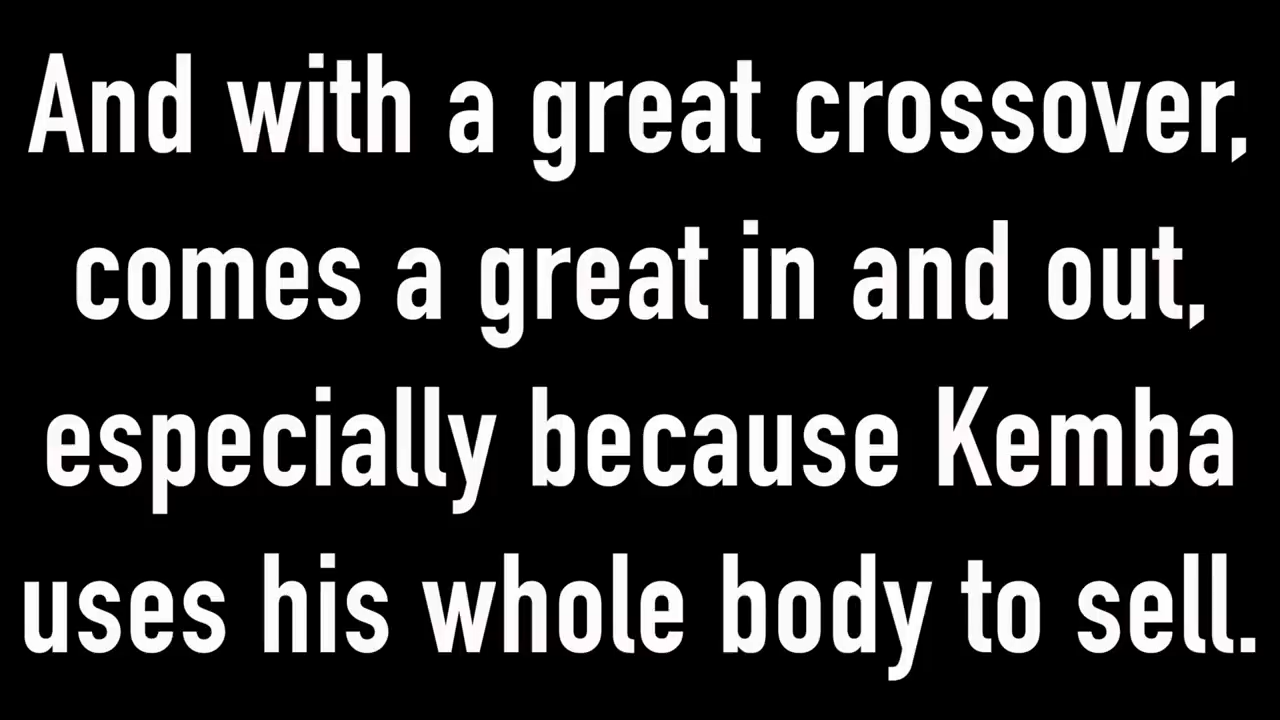 And with a great crossover,
comes a great in and out,
especially because Kemba
uses his whole body to sell.